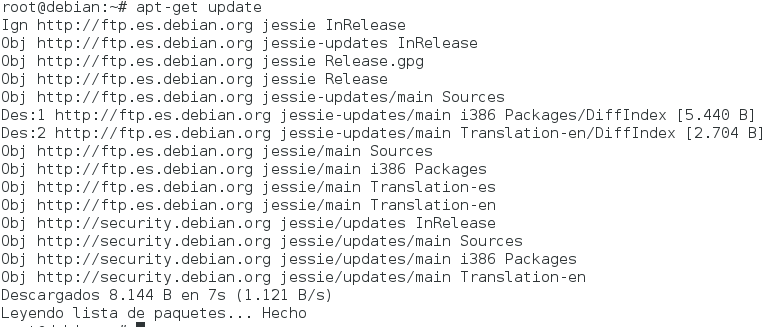 root@debian:~# apt-get update
Ign http://ftp.es.debian.org jessie InRelease
Obj http://ftp.es.debian.org jessie-updates InRelease
Obj http://ftp.es.debian.org jessie Release.gpg
Obj http://ftp.es.debian.org jessie Release
Obj http://ftp.es.debian.org jessie-updates/main Sources
Des:1 http://ftp.es.debian.org jessie-updates/main i386 Packages/DiffIndex [5.440 B]
Des:2 http://ftp.es.debian.org jessie-updates/main Translation-en/DiffIndex [2.704 B]
Obj http://ftp.es.debian.org jessie/main Sources
Obj http://ftp.es.debian.org jessie/main i386 Packages
Obj http://ftp.es.debian.org jessie/main Translation-es
Obj http://ftp.es.debian.org jessie/main Translation-en
Obj http://security.debian.org jessie/updates InRelease
Obj http://security.debian.org jessie/updates/main Sources
Obj http://security.debian.org jessie/updates/main i386 Packages
Obj http://security.debian.org jessie/updates/main Translation-en
Descargados 8.144 B en 7s (1.121 B/s)
Leyendo lista de paquetes... Hecho